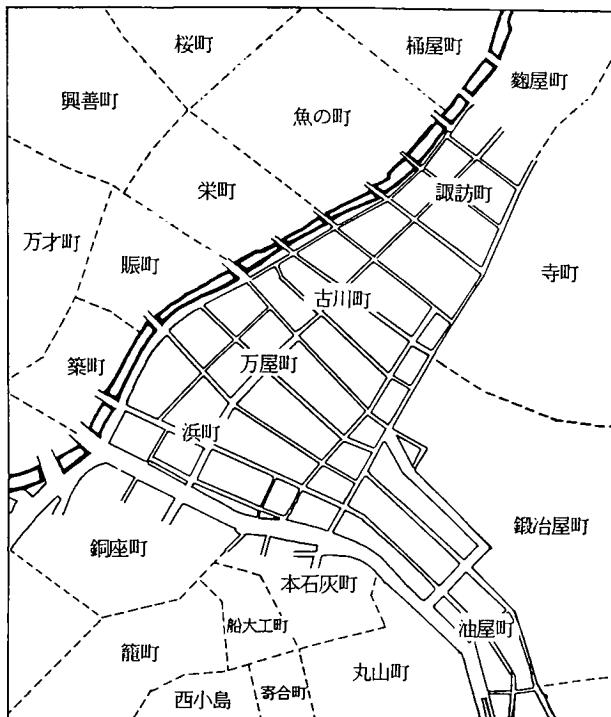 桜町
桶屋町
麴屋町
興善町
魚の町
栄町
諏訪町
万才町
賑町
寺町
古川町
築町
万屋町
浜町
鍛冶屋町
銅座町
本石灰町
船大工町
油屋町
籠町
丸山町
西小島
寄合町